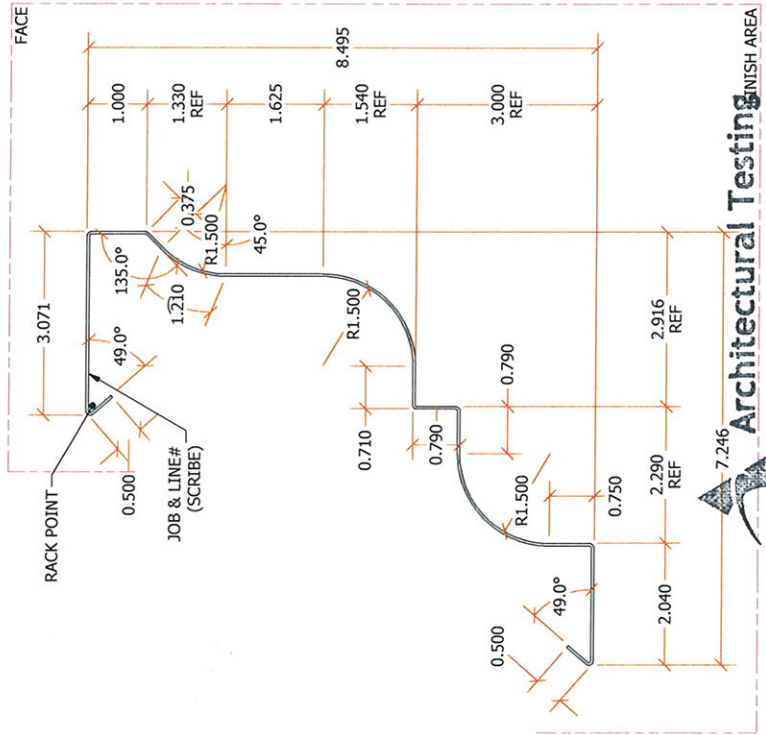 FACE
3.071
8.495
1.000
1.330
REF
1.625
1.540
REF
3.000
REF
RACK POINT
49.0°
135.0°
0.375
R1.500
45.0°
1.210
0.500
JOB & LINE#
(SCRIBE)
R1.500
0.710
0.790
0.790
2.916
REF
R1.500
0.750
2.290
REF
7.246
0.500
49.0°
2.040
Architectural Testing
INISH AREA